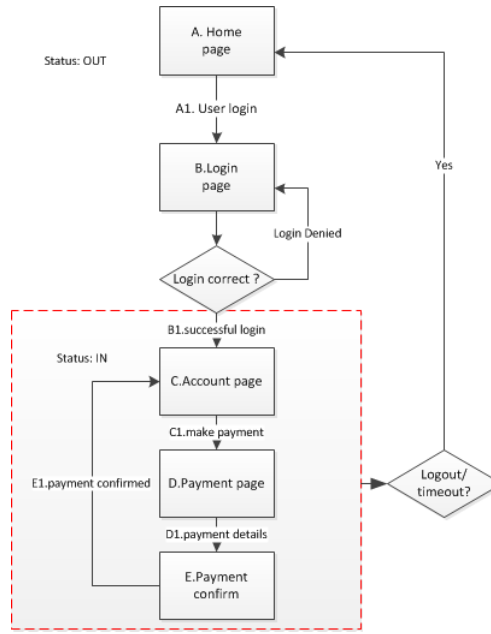 A. Home
page
Status: OUT
A1. User login
Yes
B.Login
page
Login Denied
Login correct ?
B1.successful login
Status: IN
C.Account page
C1.make payment
Logout/
timeout?
E1.payment confirmed
D.Payment page
D1.payment details
E.Payment
confirm